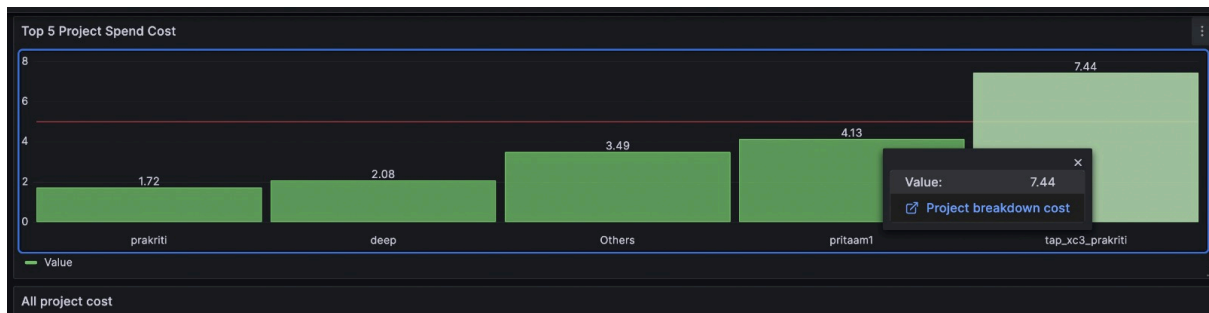 Top 5 Project Spend Cost
8
7.44
6
4
4.13
3.49
2.08
2
1.72
×
Value: 7.44
Project breakdown cost
0
prakriti deep Others pritaam1 tap_xc3_prakriti
Value
All project cost